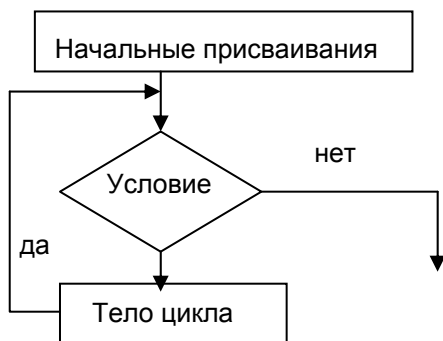 Начальные присваивания
нет
Условие
да
Тело цикла